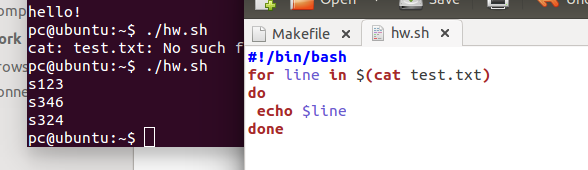 omp
ork
rows
onne
hello!
pc@ubuntu:~$ ./hw.sh
cat: test.txt: No such f
pc@ubuntu:~$ ./hw.sh
s123
s346
s324
pc@ubuntu:~$
Open Save Undo
Makefile × hw.sh ×
#!/bin/bash
for line in $(cat test.txt)
do
 echo $line
done